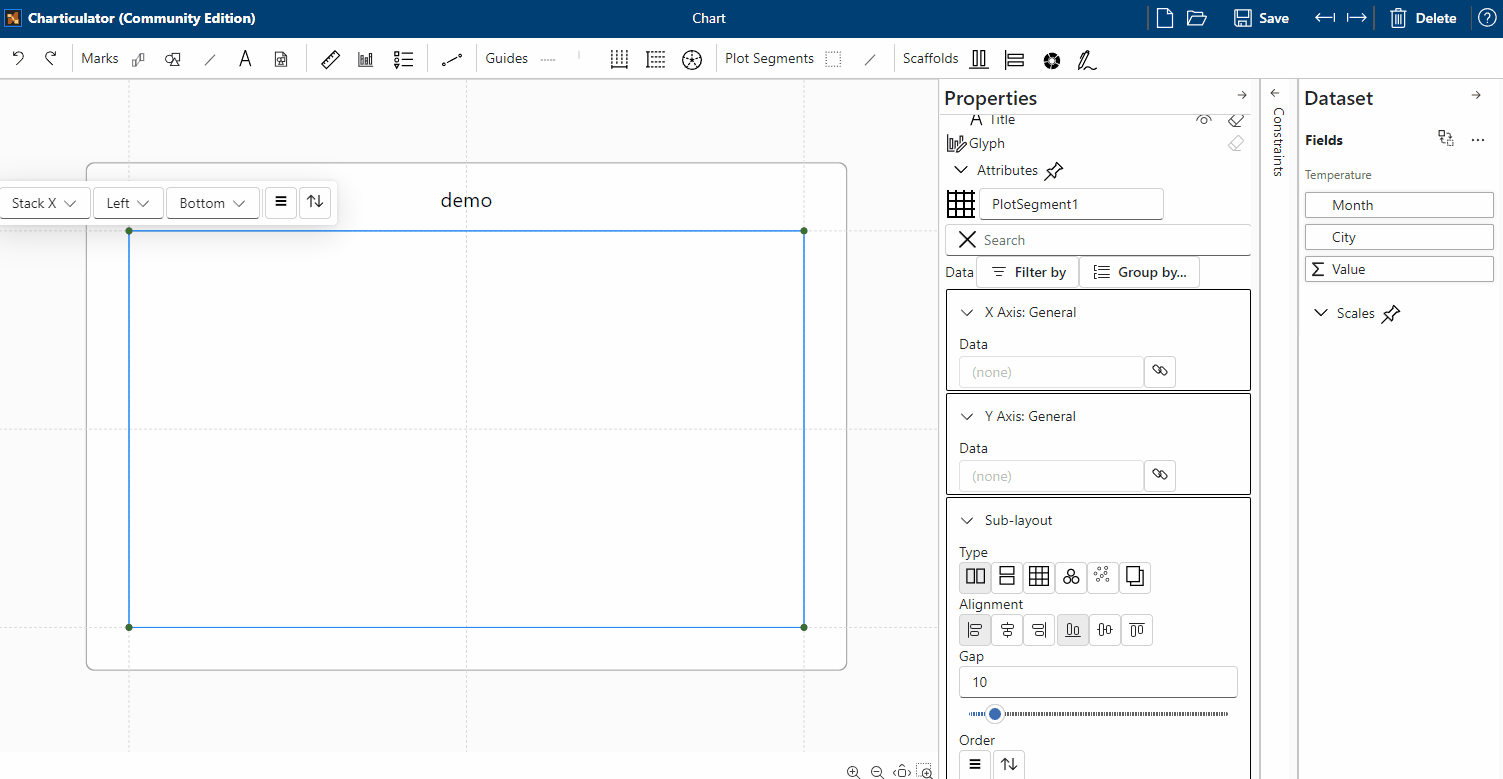 Charticulator (Community Edition)
Chart
Save
Delete
Marks
Guides
Plot Segments
Scaffolds
Stack X
Left
Bottom
demo
Properties
Title
Glyph
Attributes
PlotSegment1
Search
Data
Filter by
Group by...
X Axis: General
Data
(none)
Y Axis: General
Data
(none)
Sub-layout
Type
Alignment
Gap
10
Order
Constraints
Dataset
Fields
Temperature
Month
City
Value
Scales